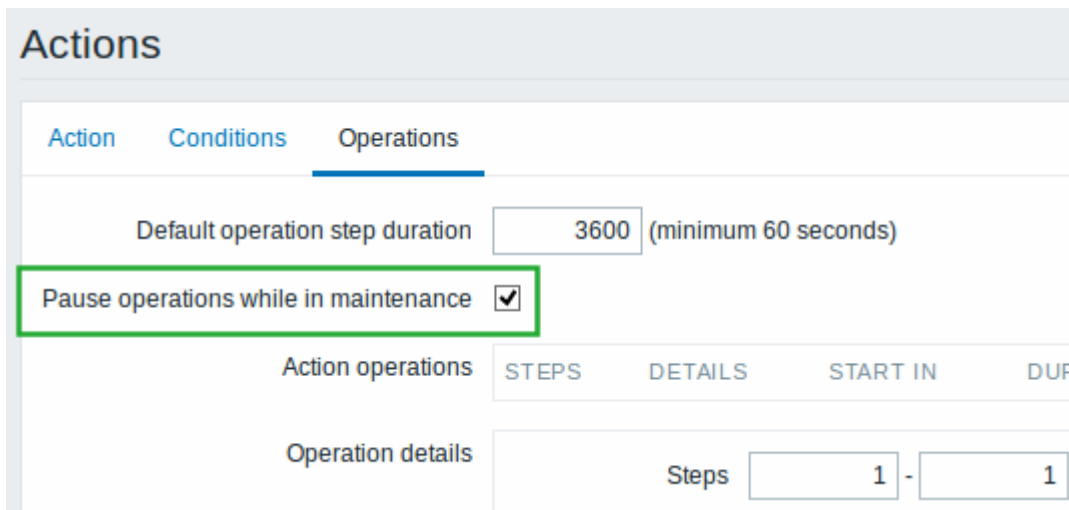 Actions
Action Conditions Operations
Default operation step duration 3600 (minimum 60 seconds)
Pause operations while in maintenance
Action operations STEPS DETAILS START IN DUR
Operation details
Steps 1 - 1